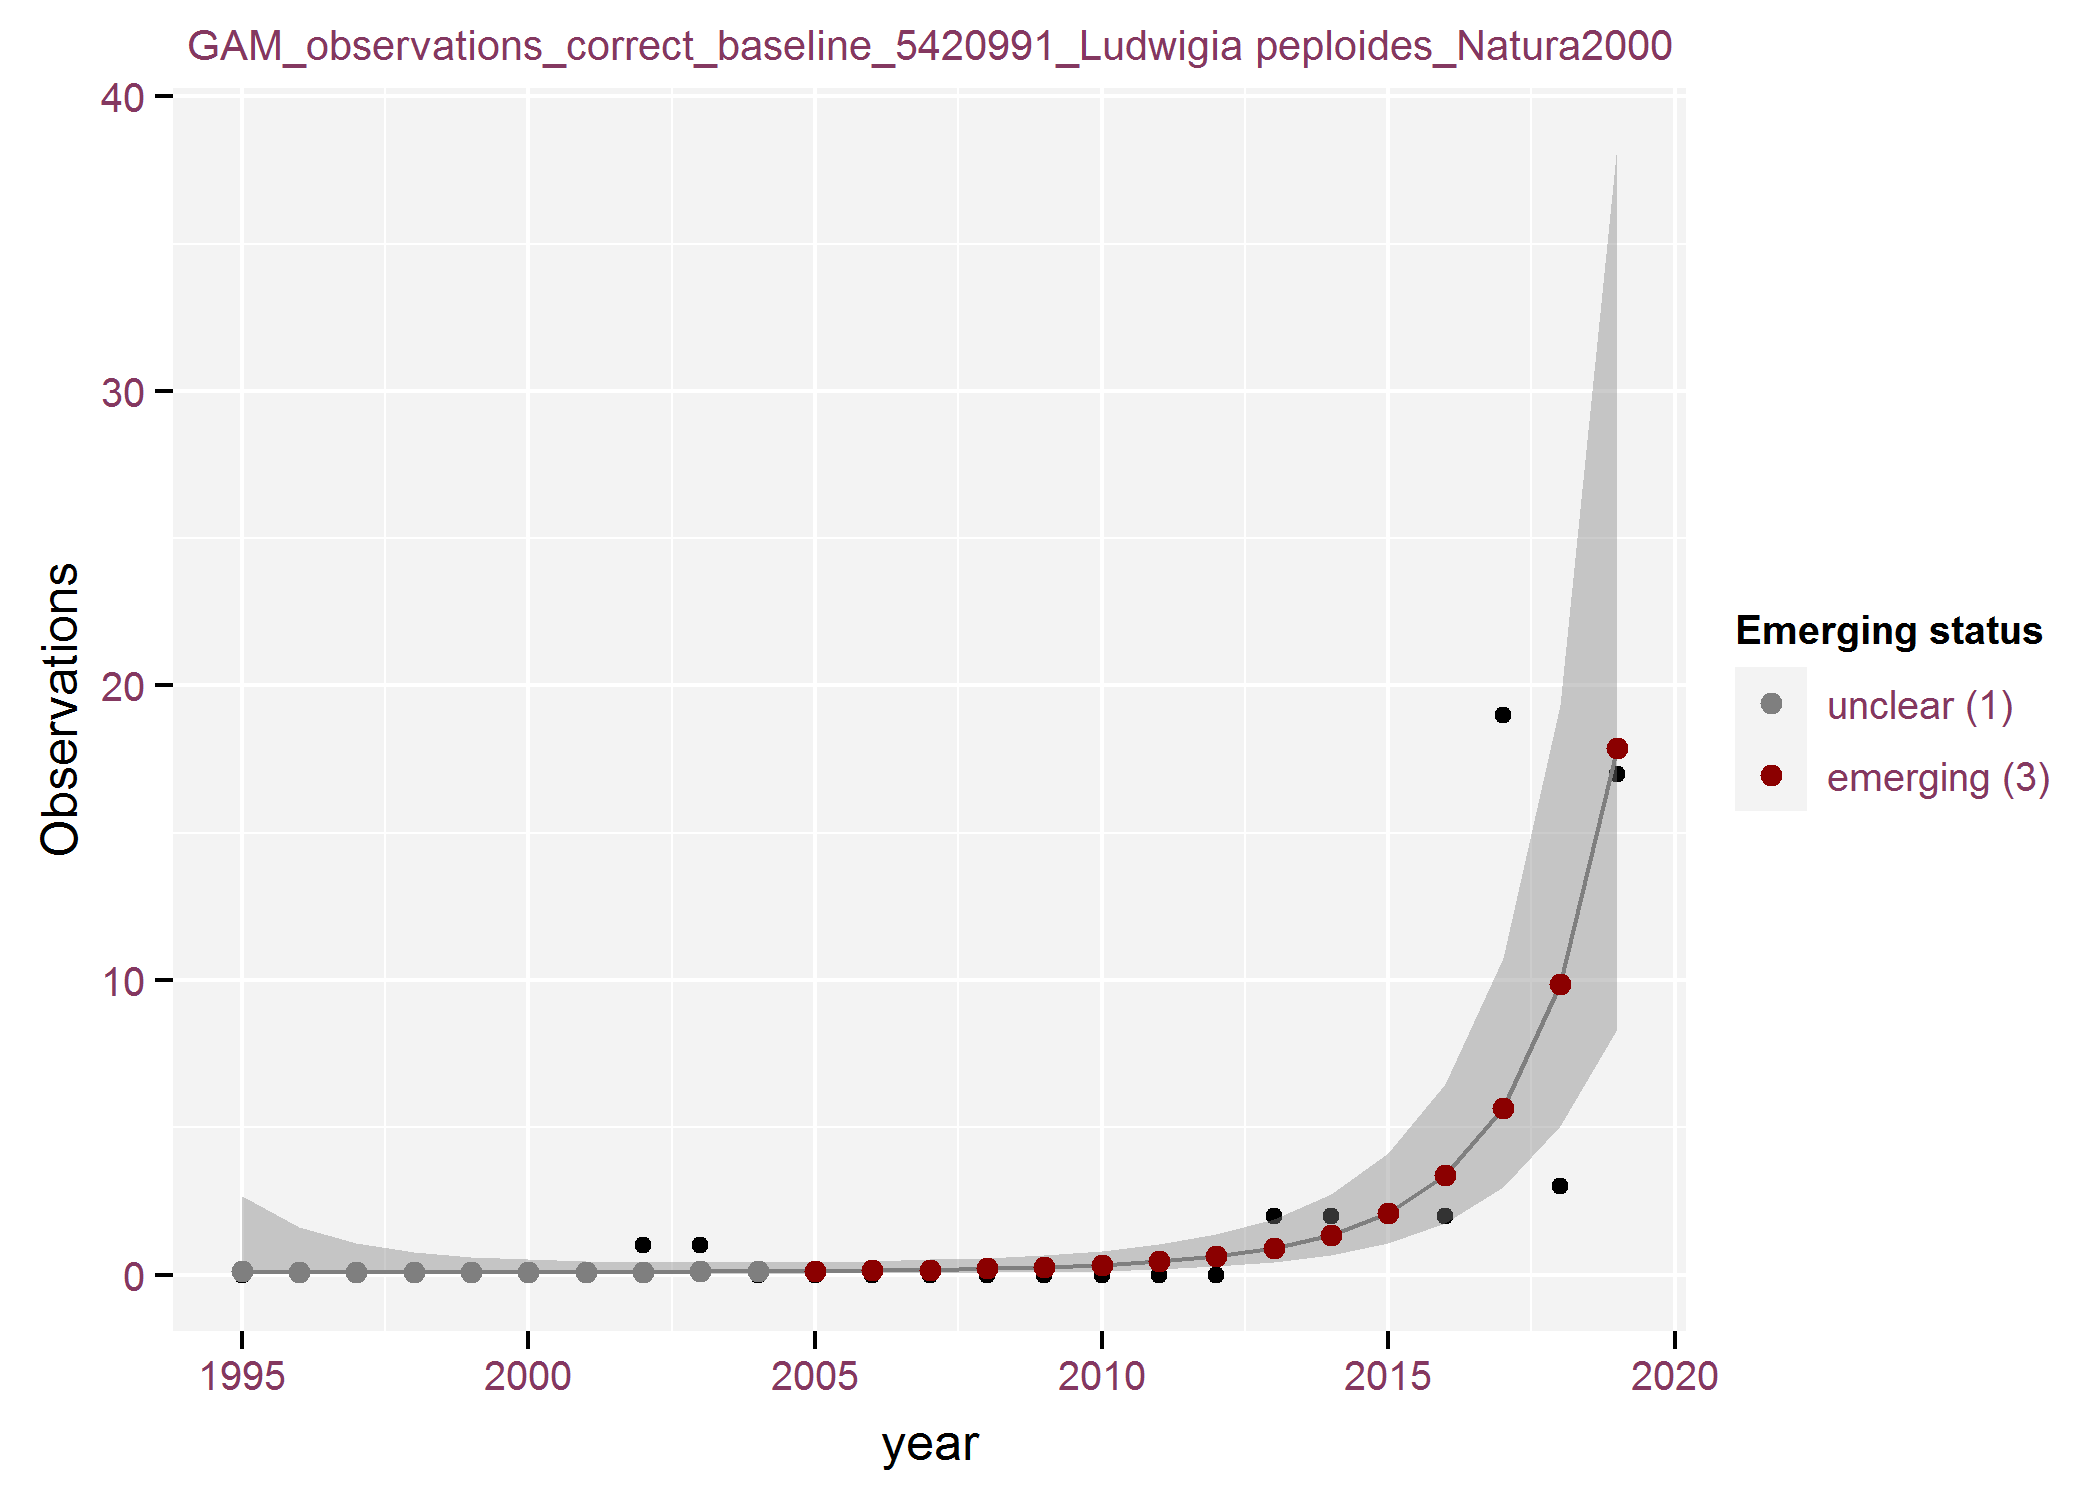 GAM_observations_correct_baseline_5420991_Ludwigia peploides_Natura2000
40
30
20
10
0
Observations
1995 2000 2005 2010 2015 2020
year
Emerging status
unclear (1)
emerging (3)